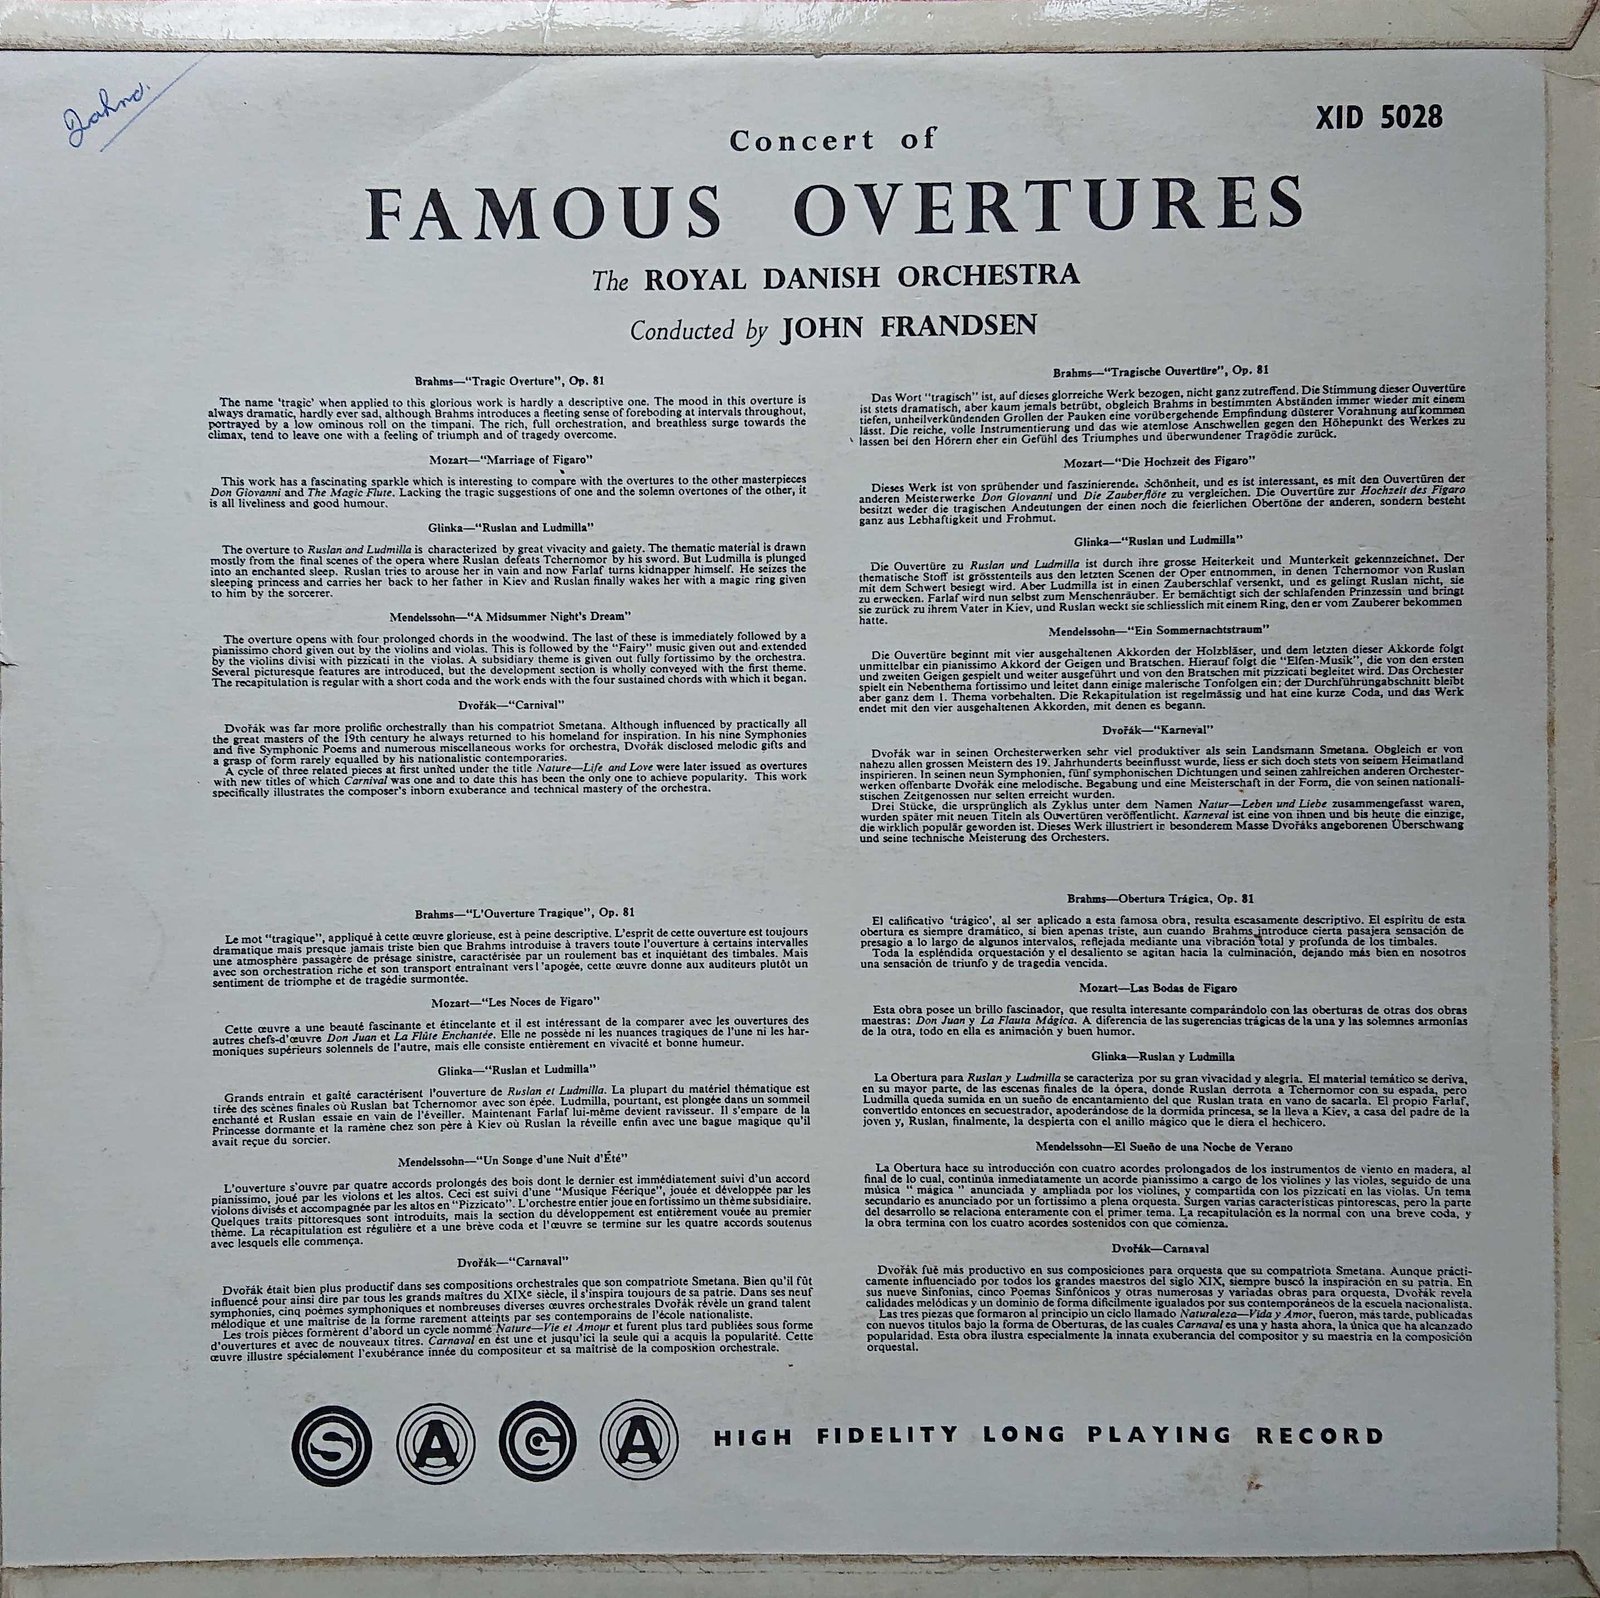 Jahnd.
XID 5028
Concert of
FAMOUS OVERTURES
The ROYAL DANISH ORCHESTRA
Conducted by JOHN FRANDSEN
Brahms—“Tragic Overture”, Op. 81
The name ‘tragic’ when applied to this glorious work is hardly a descriptive one. The mood in this overture is
always dramatic, hardly ever sad, although Brahms introduces a fleeting sense of foreboding at intervals throughout,
portrayed by a low ominous roll on the timpani. The rich, full orchestration, and breathless surge towards the
climax, tend to leave one with a feeling of triumph and of tragedy overcome.
Mozart—“Marriage of Figaro”
This work has a fascinating sparkle which is interesting to compare with the overtures to the other masterpieces
Don Giovanni and The Magic Flute. Lacking the tragic suggestions of one and the solemn overtones of the other, it
is all liveliness and good humour.
Glinka—“Ruslan and Ludmilla”
The overture to Ruslan and Ludmilla is characterized by great vivacity and gaiety. The thematic material is drawn
mostly from the final scenes of the opera where Ruslan defeats Tchernomor by his sword. But Ludmilla is plunged
into an enchanted sleep. Ruslan tries to arouse her in vain and now Farlaf turns kidnapper himself. He seizes the
sleeping princess and carries her back to her father in Kiev and Ruslan finally wakes her with a magic ring given
to him by the sorcerer.
Mendelssohn—“A Midsummer Night's Dream”
The overture opens with four prolonged chords in the woodwind. The last of these is immediately followed by a
pianissimo chord given out by the violins and violas. This is followed by the “Fairy” music given out and extended
by the violins divisi with pizzicati in the violas. A subsidiary theme is given out fully fortissimo by the orchestra.
Several picturesque features are introduced, but the development section is wholly conveyed with the first theme.
The recapitulation is regular with a short coda and the work ends with the four sustained chords with which it began.
Dvořák—“Carnival”
Dvořák was far more prolific orchestrally than his compatriot Smetana. Although influenced by practically all
the great masters of the 19th century he always returned to his homeland for inspiration. In his nine Symphonies
and five Symphonic Poems and numerous miscellaneous works for orchestra, Dvořák disclosed melodic gifts and
a grasp of form rarely equalled by his nationalistic contemporaries.
A cycle of three related pieces at first united under the title Nature—Life and Love were later issued as overtures
with new titles of which Carnival was one and to date this has been the only one to achieve popularity. This work
specifically illustrates the composer's inborn exuberance and technical mastery of the orchestra.
Brahms—“Tragische Ouvertüre”, Op. 81
Das Wort “tragisch” ist, auf dieses glorreiche Werk bezogen, nicht ganz zutreffend. Die Stimmung dieser Ouvertüre
ist stets dramatisch, aber kaum jemals betrübt, obgleich Brahms in bestimmten Abständen immer wieder mit einem
tiefen, unheilverkündenden Grollen der Pauken eine vorübergehende Empfindung düsterer Vorahnung aufkommen
lässt. Die reiche, volle Instrumentierung und das wie atemlose Anschwellen gegen den Höhepunkt des Werkes zu
lassen bei den Hörern eher ein Gefühl des Triumphes und überwundener Tragödie zurück.
Mozart—“Die Hochzeit des Figaro”
Dieses Werk ist von sprühender und faszinierende. Schönheit, und es ist interessant, es mit den Ouvertüren der
anderen Meisterwerke Don Giovanni und Die Zauberflöte zu vergleichen. Die Ouvertüre zur Hochzeit des Figaro
besitzt weder die tragischen Andeutungen der einen noch die feierlichen Obertöne der anderen, sondern besteht
ganz aus Lebhaftigkeit und Frohmut.
Glinka—“Ruslan und Ludmilla”
Die Ouvertüre zu Ruslan und Ludmilla ist durch ihre grosse Heiterkeit und Munterkeit gekennzeichnet. Der
thematische Stoff ist grösstenteils aus den letzten Scenen der Oper entnommen, in denen Tchernomor von Ruslan
mit dem Schwert besiegt wird. Aber Ludmilla ist in einen Zauberschlaf versenkt, und es gelingt Ruslan nicht, sie
zu erwecken. Farlaf wird nun selbst zum Menschenräuber. Er bemächtigt sich der schlafenden Prinzessin und bringt
sie zurück zu ihrem Vater in Kiev, und Ruslan weckt sie schliesslich mit einem Ring, den er vom Zauberer bekommen
hatte.
Mendelssohn—“Ein Sommernachtstraum”
Die Ouvertüre beginnt mit vier ausgehaltenen Akkorden der Holzbläser, und dem letzten dieser Akkorde folgt
unmittelbar ein pianissimo Akkord der Geigen und Bratschen. Hierauf folgt die “Elfen-Musik”, die von den ersten
und zweiten Geigen gespielt und weiter ausgeführt und von den Bratschen mit pizzicati begleitet wird. Das Orchester
spielt ein Nebenthema fortissimo und leitet dann einige malerische Tonfolgen ein; der Durchführungabschnitt bleibt
aber ganz dem 1. Thema vorbehalten. Die Rekapitulation ist regelmässig und hat eine kurze Coda, und das Werk
endet mit den vier ausgehaltenen Akkorden, mit denen es begann.
Dvořák—“Karneval”
Dvořák war in seinen Orchesterwerken sehr viel produktiver als sein Landsmann Smetana. Obgleich er von
nahezu allen grossen Meistern des 19. Jahrhunderts beeinflusst wurde, liess er sich doch stets von seinem Heimatland
inspirieren. In seinen neun Symphonien, fünf symphonischen Dichtungen und seinen zahlreichen anderen Orchester-
werken offenbarte Dvořák eine melodische. Begabung und eine Meisterschaft in der Form, die von seinen nationali-
stischen Zeitgenossen nur selten erreicht wurden.
Drei Stücke, die ursprünglich als Zyklus unter dem Namen Natur—Leben und Liebe zusammengefasst waren,
wurden später mit neuen Titeln als Ouvertüren veröffentlicht. Karneval ist eine von ihnen und bis heute die einzige,
die wirklich populär geworden ist. Dieses Werk illustriert in besonderem Masse Dvořáks angeborenen Überschwang
und seine technische Meisterung des Orchesters.
Brahms—“L'Ouverture Tragique”, Op. 81
Le mot “tragique”, appliqué à cette œuvre glorieuse, est à peine descriptive. L'esprit de cette ouverture est toujours
dramatique mais presque jamais triste bien que Brahms introduise à travers toute l'ouverture à certains intervalles
une atmosphère passagère de présage sinistre, caractérisée par un roulement bas et inquiétant des timbales. Mais
avec son orchestration riche et son transport entraînant vers l'apogée, cette œuvre donne aux auditeurs plutôt un
sentiment de triomphe et de tragédie surmontée.
Mozart—“Les Noces de Figaro”
Cette œuvre a une beauté fascinante et étincelante et il est intéressant de la comparer avec les ouvertures des
autres chefs-d'œuvre Don Juan et La Flûte Enchantée. Elle ne possède ni les nuances tragiques de l'une ni les har-
moniques supérieurs solennels de l'autre, mais elle consiste entièrement en vivacité et bonne humeur.
Glinka—“Ruslan et Ludmilla”
Grands entrain et gaîté caractérisent l'ouverture de Ruslan et Ludmilla. La plupart du matériel thématique est
tirée des scènes finales où Ruslan bat Tchernomor avec son épée. Ludmilla, pourtant, est plongée dans un sommeil
enchanté et Ruslan essaie en vain de l'éveiller. Maintenant Farlaf lui-même devient ravisseur. Il s'empare de la
Princesse dormante et la ramène chez son père à Kiev où Ruslan la réveille enfin avec une bague magique qu'il
avait reçue du sorcier.
Mendelssohn—“Un Songe d'une Nuit d'Été”
L'ouverture s'ouvre par quatre accords prolongés des bois dont le dernier est immédiatement suivi d'un accord
pianissimo, joué par les violons et les altos. Ceci est suivi d'une “Musique Féerique”, jouée et développée par les
violons divisés et accompagnée par les altos en “Pizzicato”. L'orchestre entier joue en fortissimo un thème subsidiaire.
Quelques traits pittoresques sont introduits, mais la section du développement est entièrement vouée au premier
thème. La récapitulation est régulière et a une brève coda et l'œuvre se termine sur les quatre accords soutenus
avec lesquels elle commença.
Dvořák—“Carnaval”
Dvořák était bien plus productif dans ses compositions orchestrales que son compatriote Smetana. Bien qu'il fût
influencé pour ainsi dire par tous les grands maîtres du XIXe siècle, il s'inspira toujours de sa patrie. Dans ses neuf
symphonies, cinq poèmes symphoniques et nombreuses diverses œuvres orchestrales Dvořák révèle un grand talent
mélodique et une maîtrise de la forme rarement atteints par ses contemporains de l'école nationaliste.
Les trois pièces formèrent d'abord un cycle nommé Nature—Vie et Amour et furent plus tard publiées sous forme
d'ouvertures et avec de nouveaux titres. Carnaval en est une et jusqu'ici la seule qui a acquis la popularité. Cette
œuvre illustre spécialement l'exubérance innée du compositeur et sa maîtrise de la composition orchestrale.
Brahms—Obertura Trágica, Op. 81
El calificativo ‘trágico’, al ser aplicado a esta famosa obra, resulta escasamente descriptivo. El espíritu de esta
obertura es siempre dramático, si bien apenas triste, aun cuando Brahms introduce cierta pasajera sensación de
presagio a lo largo de algunos intervalos, reflejada mediante una vibración total y profunda de los timbales.
Toda la espléndida orquestación y el desaliento se agitan hacia la culminación, dejando más bien en nosotros
una sensación de triunfo y de tragedia vencida.
Mozart—Las Bodas de Figaro
Esta obra posee un brillo fascinador, que resulta interesante comparándolo con las oberturas de otras dos obras
maestras: Don Juan y La Flauta Mágica. A diferencia de las sugerencias trágicas de la una y las solemnes armonías
de la otra, todo en ella es animación y buen humor.
Glinka—Ruslan y Ludmilla
La Obertura para Ruslan y Ludmilla se caracteriza por su gran vivacidad y alegria. El material temático se deriva,
en su mayor parte, de las escenas finales de la ópera, donde Ruslan derrota a Tchernomor con su espada, pero
Ludmilla queda sumida en un sueño de encantamiento del que Ruslan trata en vano de sacarla. El propio Farlaf,
convertido entonces en secuestrador, apoderándose de la dormida princesa, se la lleva a Kiev, a casa del padre de la
joven y, Ruslan, finalmente, la despierta con el anillo mágico que le diera el hechicero.
Mendelssohn—El Sueño de una Noche de Verano
La Obertura hace su introducción con cuatro acordes prolongados de los instrumentos de viento en madera, al
final de lo cual, continúa inmediatamente un acorde pianissimo a cargo de los violines y las violas, seguido de una
música “ mágica ” anunciada y ampliada por los violines, y compartida con los pizzicati en las violas. Un tema
secundario es anunciado por un fortissimo a plena orquesta. Surgen varias características pintorescas, pero la parte
del desarrollo se relaciona enteramente con el primer tema. La recapitulación es la normal con una breve coda, y
la obra termina con los cuatro acordes sostenidos con que comienza.
Dvořák—Carnaval
Dvořák fué más productivo en sus composiciones para orquesta que su compatriota Smetana. Aunque prácti-
camente influenciado por todos los grandes maestros del siglo XIX, siempre buscó la inspiración en su patria. En
sus nueve Sinfonias, cinco Poemas Sinfónicos y otras numerosas y variadas obras para orquesta, Dvořák revela
calidades melódicas y un dominio de forma dificilmente igualados por sus contemporáneos de la escuela nacionalista.
Las tres piezas que formaron al principio un ciclo llamado Naturaleza—Vida y Amor, fueron, más tarde, publicadas
con nuevos titulos bajo la forma de Oberturas, de las cuales Carnaval es una y hasta ahora, la única que ha alcanzado
popularidad. Esta obra ilustra especialmente la innata exuberancia del compositor y su maestria en la composición
orquestal.
SAGA HIGH FIDELITY LONG PLAYING RECORD